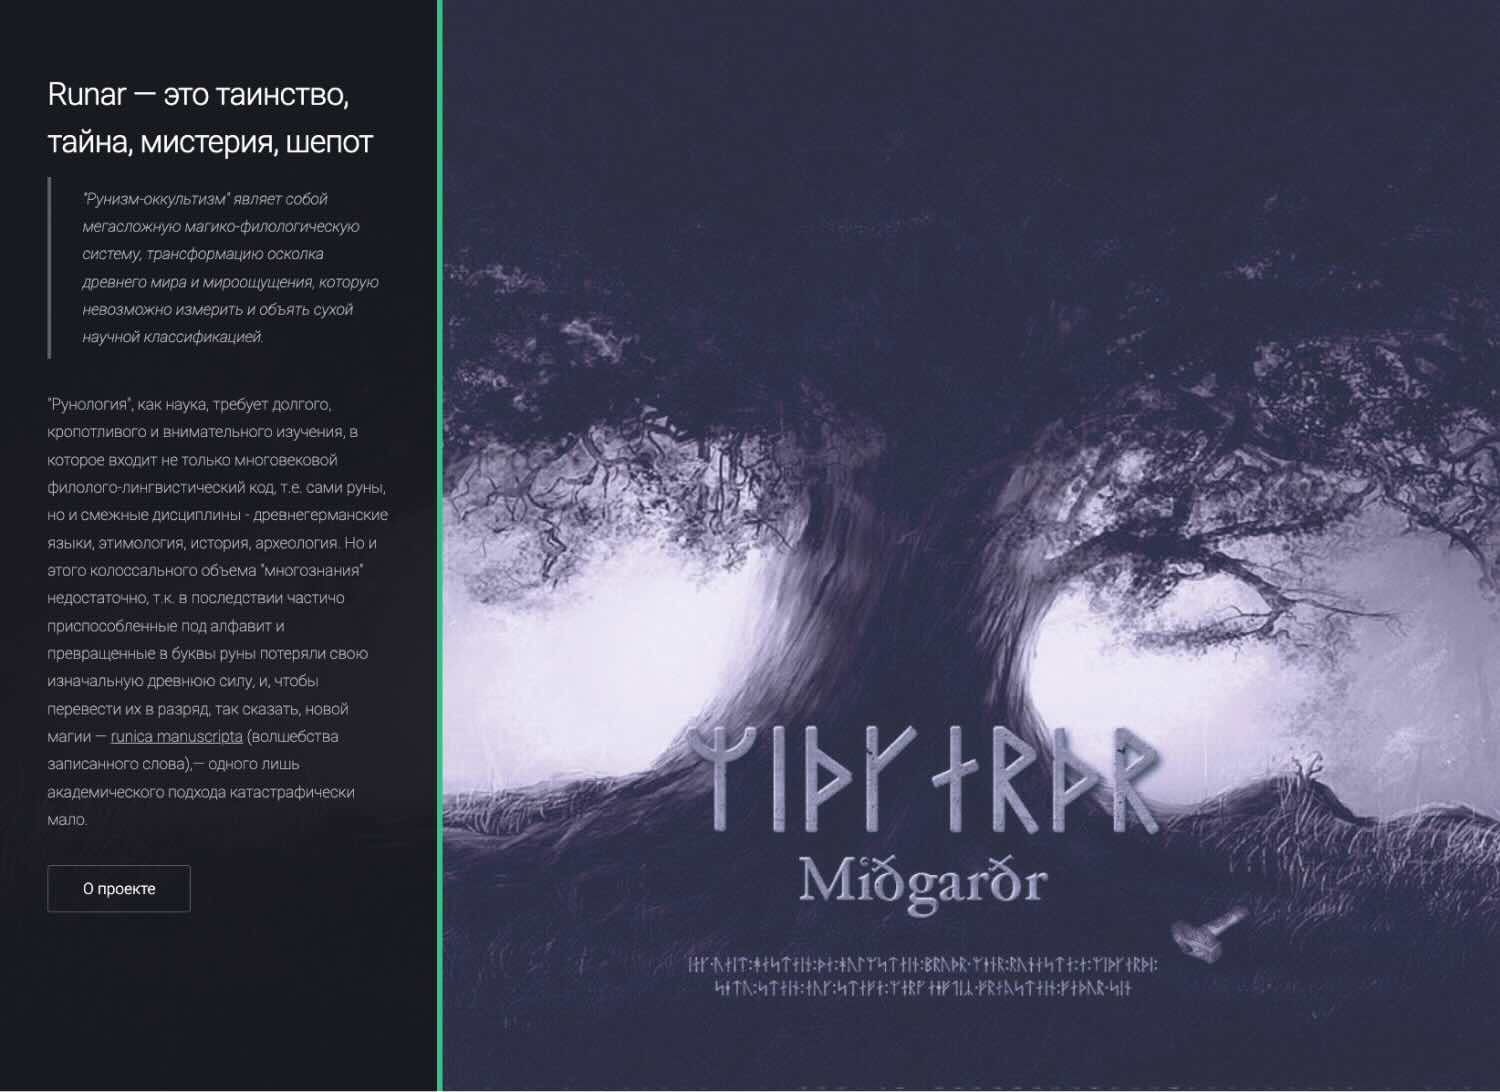 Runar — это таинство,
тайна, мистерия, шепот
"Рунизм-оккультизм" являет собой
мегасложную магико-филологическую
систему, трансформацию осколка
древнего мира и мироощущения, которую
невозможно измерить и объять сухой
научной классификацией.
"Рунология", как наука, требует долгого,
кропотливого и внимательного изучения, в
которое входит не только многовековой
филолого-лингвистический код, т.е. сами руны,
но и смежные дисциплины - древнегерманские
языки, этимология, история, археология. Но и
этого колоссального объема "многознания"
недостаточно, т.к. в последствии частичо
приспособленные под алфавит и
превращенные в буквы руны потеряли свою
изначальную древнюю силу, и, чтобы
перевести их в разряд, так сказать, новой
магии — runica manuscripta (волшебства
записанного слова),— одного лишь
академического подхода катастрафически
мало.
О проекте
ᛉᛁᚦᚴᛅᚱᚦᚱ
Miðgarðr